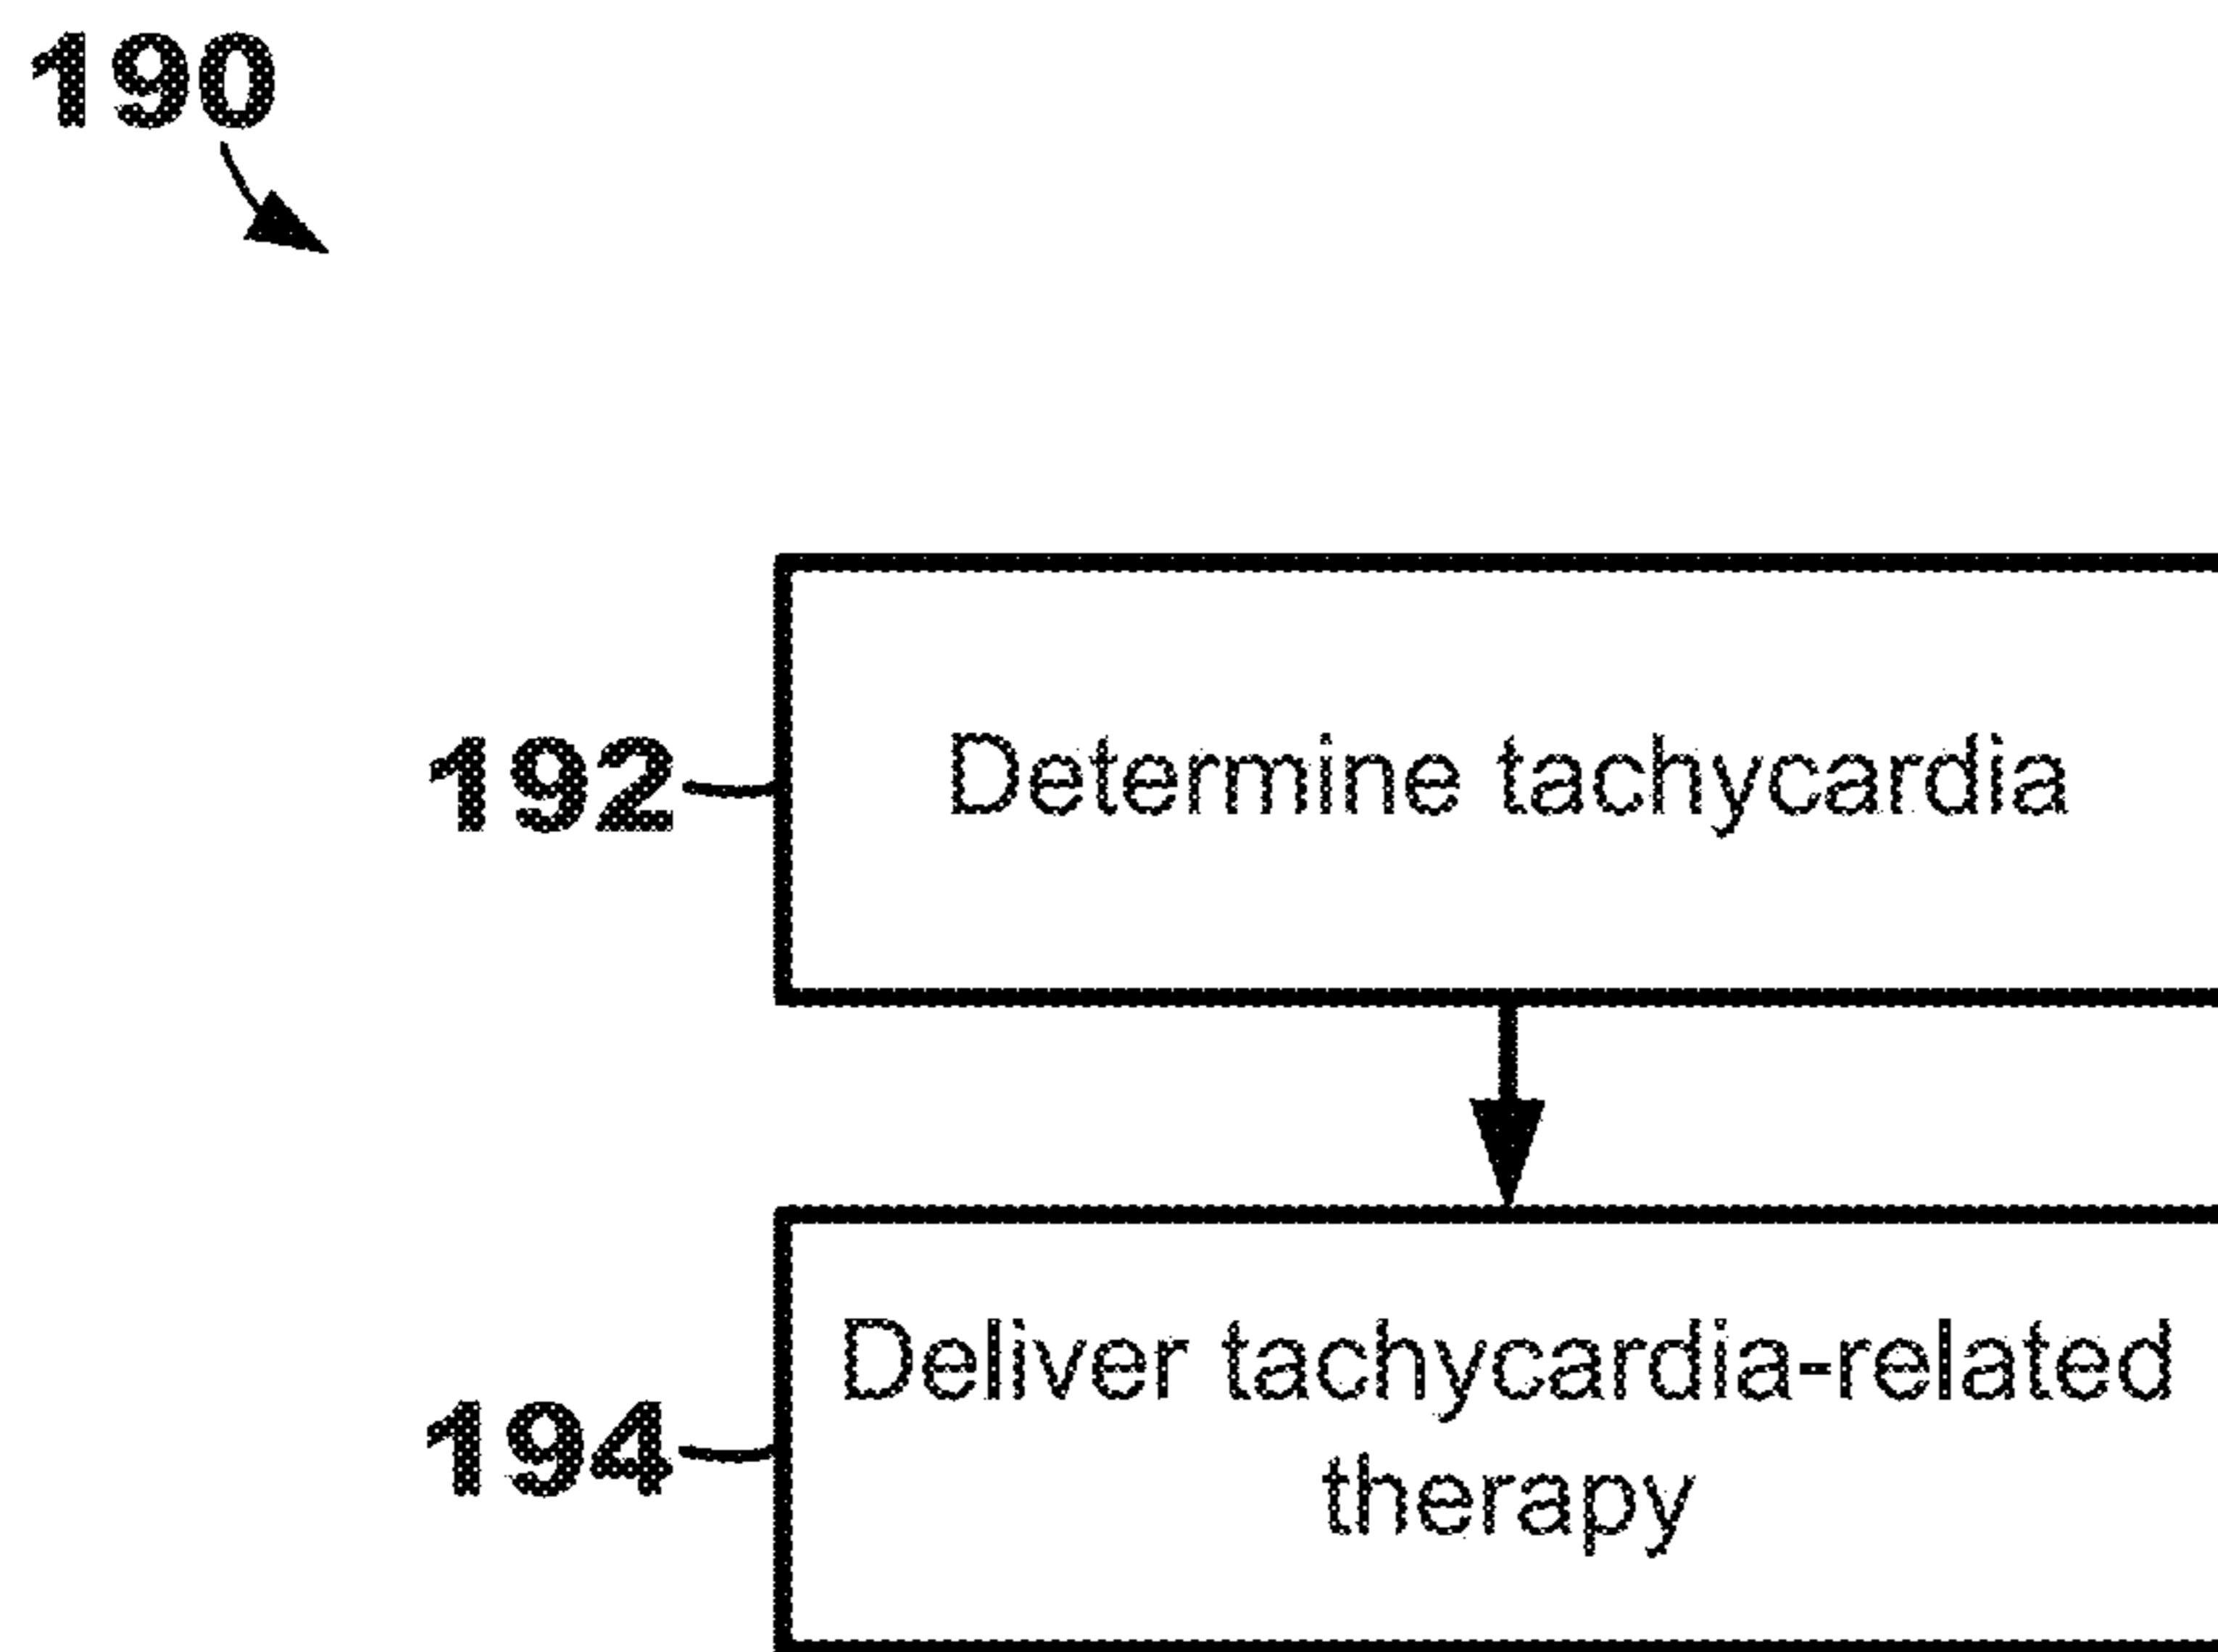 190
192
Determine tachycardia
194
Deliver tachycardia-related
therapy